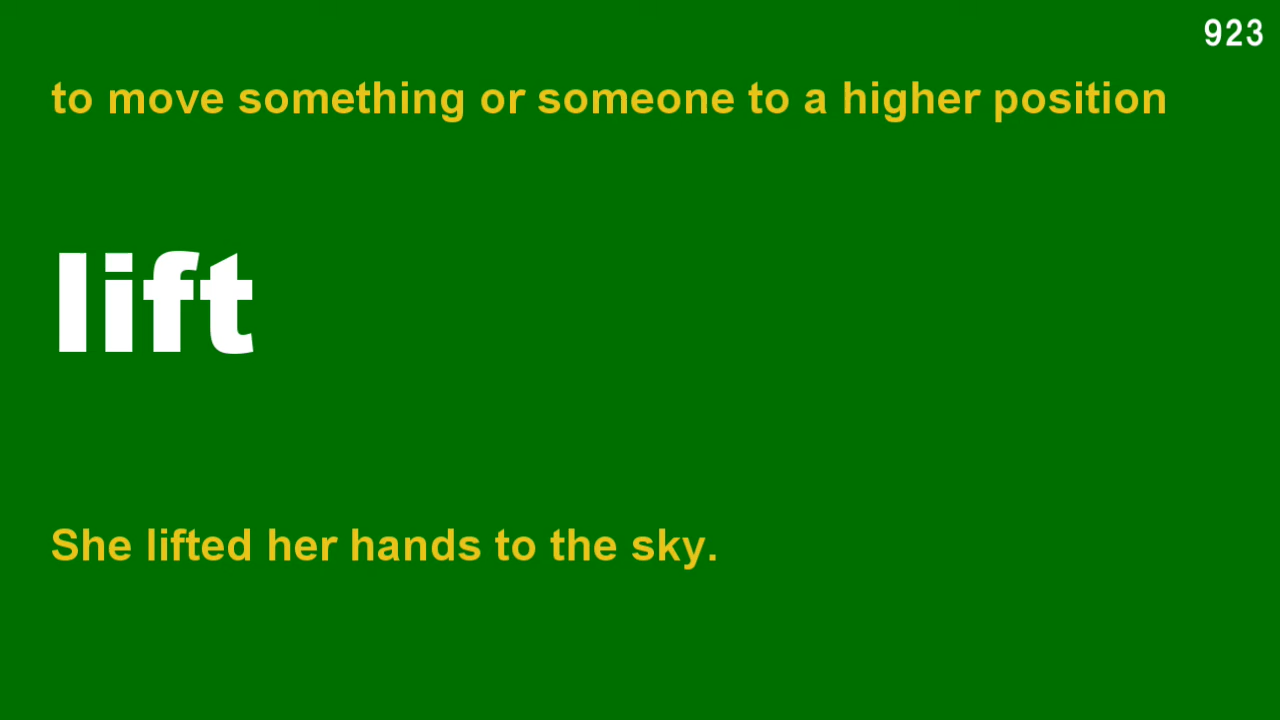 923
to move something or someone to a higher position
lift
She lifted her hands to the sky.